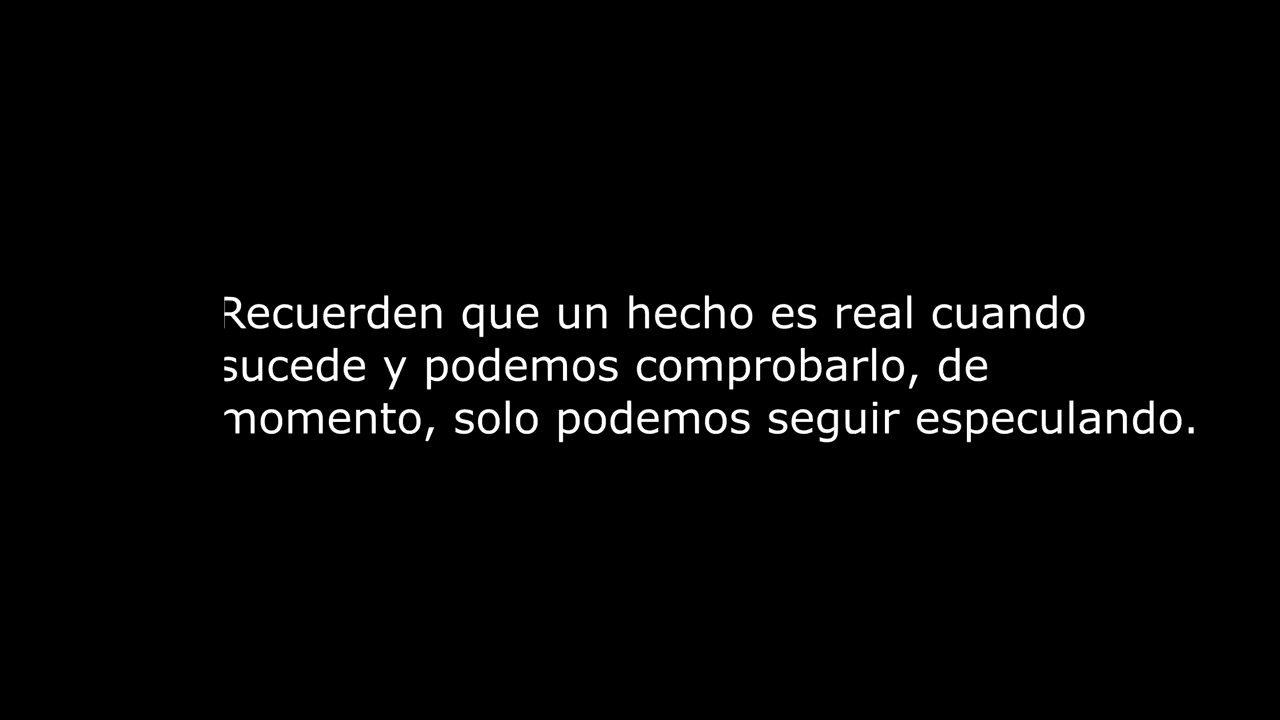 Recuerden que un hecho es real cuando
sucede y podemos comprobarlo, de
momento, solo podemos seguir especulando.